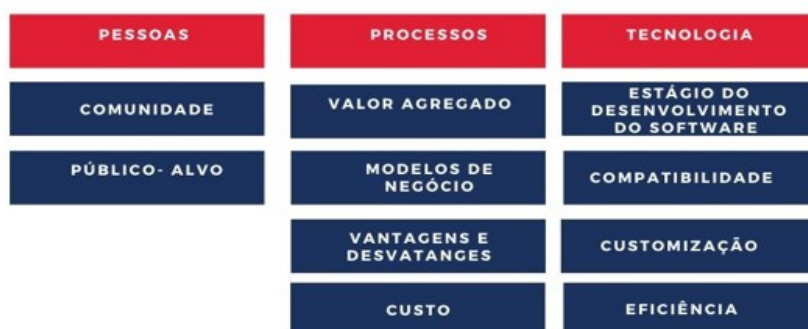 PESSOAS
COMUNIDADE
PÚBLICO- ALVO
PROCESSOS
VALOR AGREGADO
MODELOS DE
NEGÓCIO
VANTAGENS E
DESVATANGES
CUSTO
TECNOLOGIA
ESTÁGIO DO
DESENVOLVIMENTO
DO SOFTWARE
COMPATIBILIDADE
CUSTOMIZAÇÃO
EFICIÊNCIA